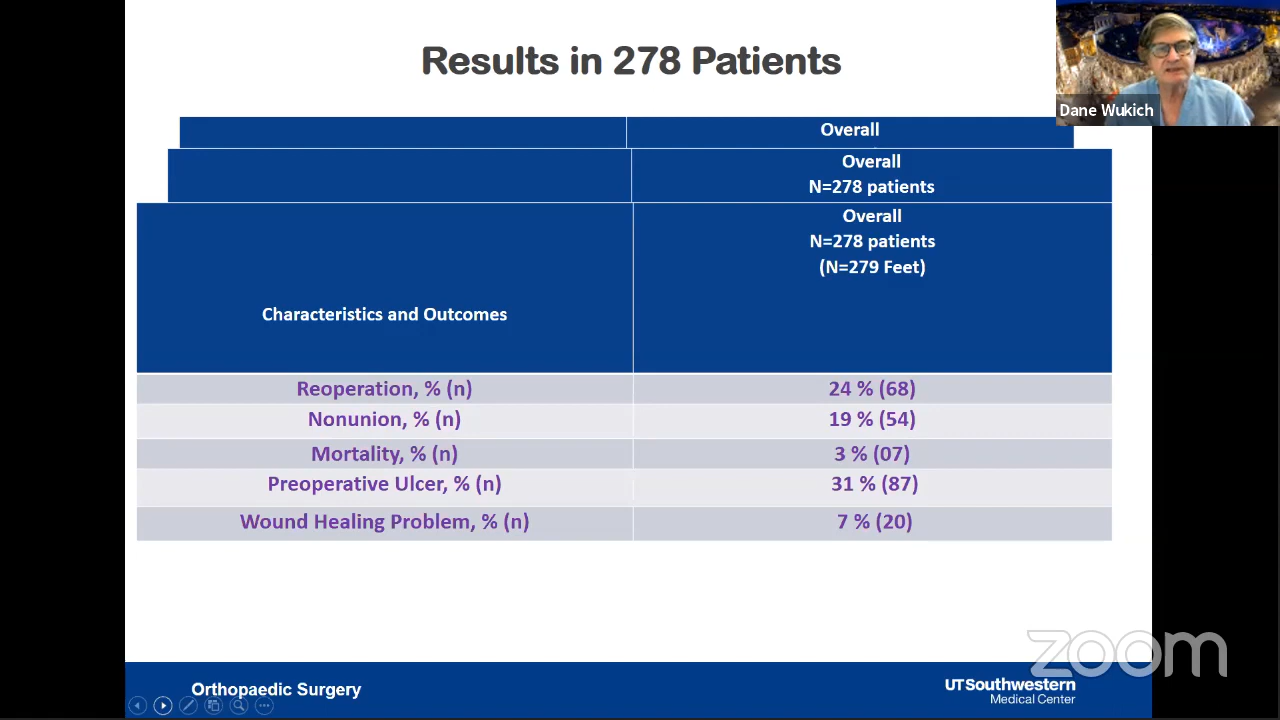 Results in 278 Patients
Dane Wukich
Overall
Overall
N=278 patients
Overall
N=278 patients
(N=279 Feet)
Characteristics and Outcomes
Reoperation, % (n) 24 % (68)
Nonunion, % (n) 19 % (54)
Mortality, % (n) 3 % (07)
Preoperative Ulcer, % (n) 31 % (87)
Wound Healing Problem, % (n) 7 % (20)
zoom
Orthopaedic Surgery
UTSouthwestern
Medical Center